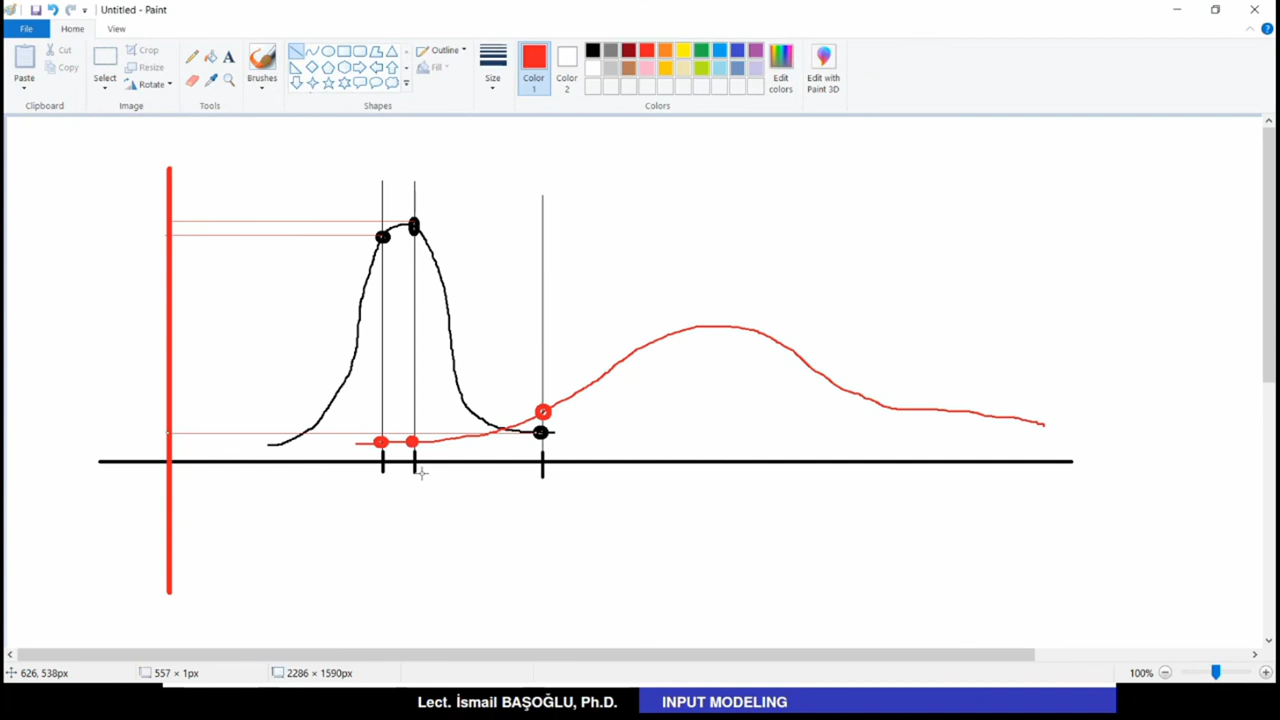 Untitled - Paint
File Home View
Paste
Cut
Copy
Clipboard
Select
Crop
Resize
Rotate
Image
A
Tools
Brushes
Outline
Fill
Shapes
Size
Color
1
Color
2
Edit
colors
Colors
Edit with
Paint 3D
626, 538px
557 × 1px
2286 × 1590px
100%
Lect. İsmail BAŞOĞLU, Ph.D.
INPUT MODELING